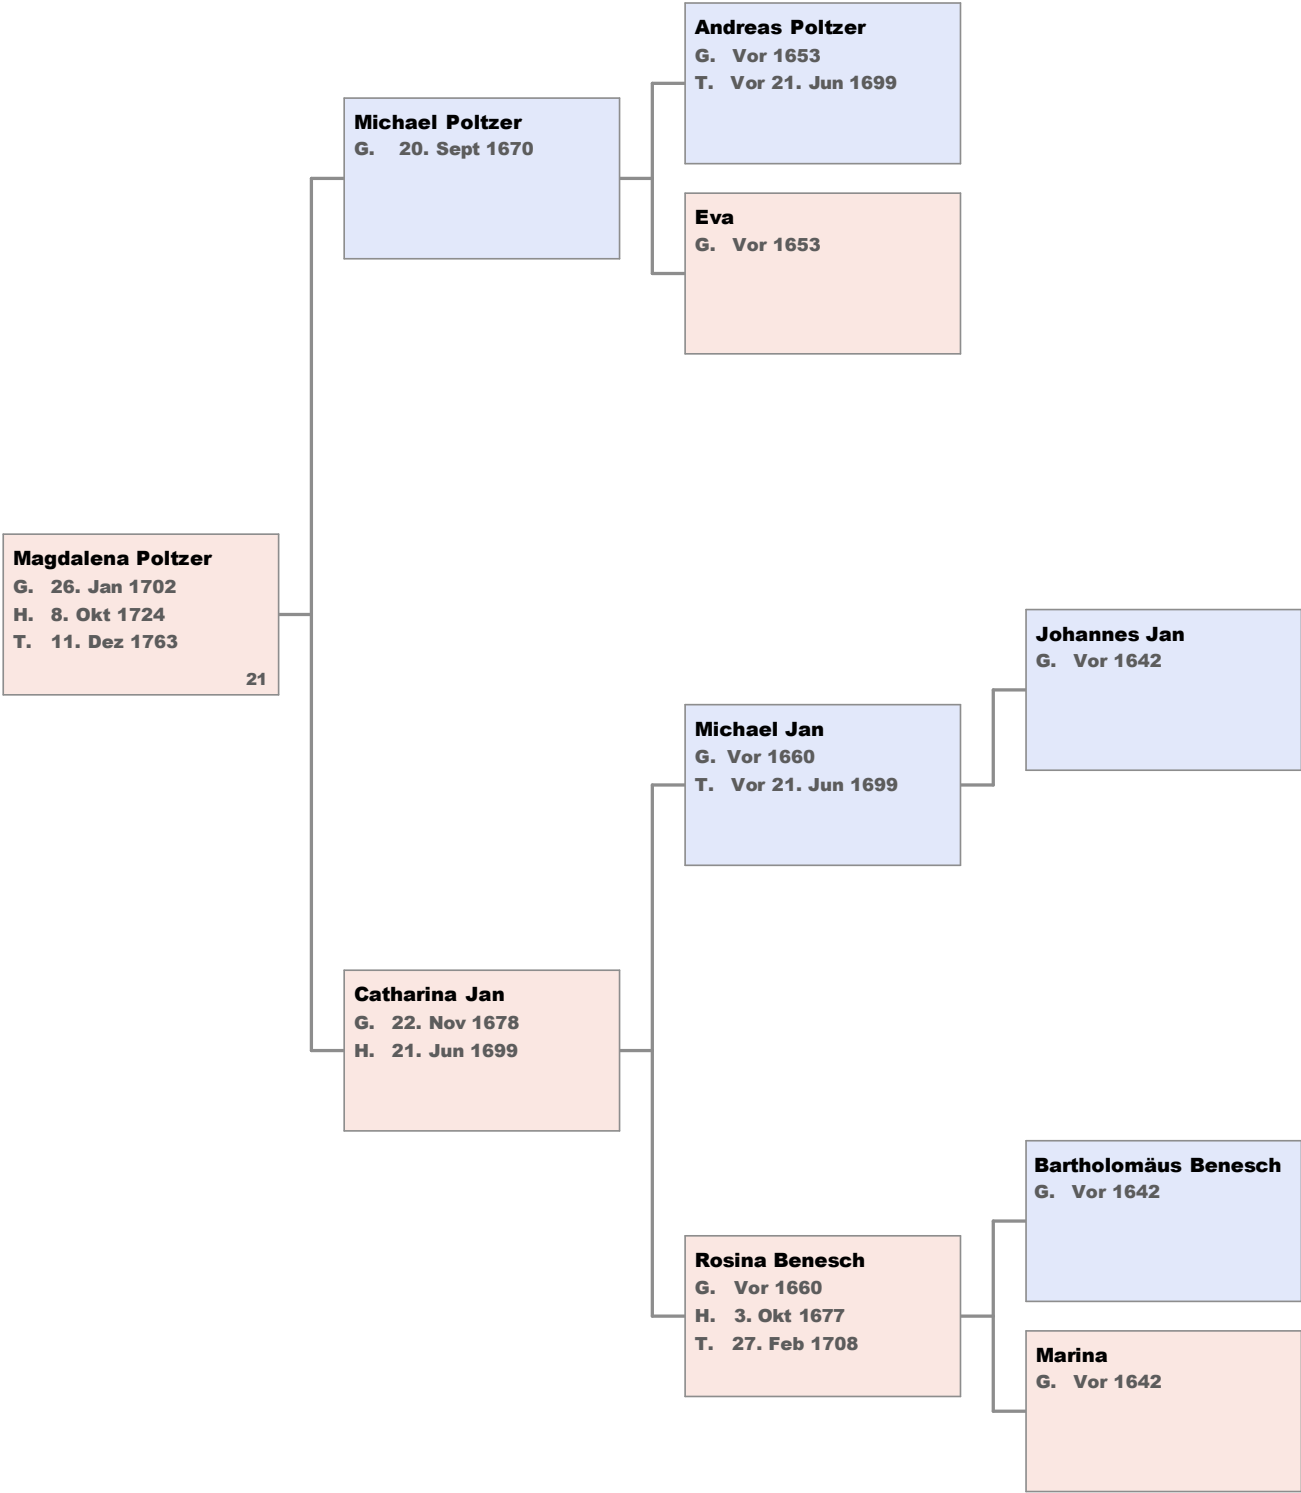 Andreas Poltzer
G. Vor 1653
T. Vor 21. Jun 1699
Michael Poltzer
G. 20. Sept 1670
Eva
G. Vor 1653
Magdalena Poltzer
G. 26. Jan 1702
H. 8. Okt 1724
T. 11. Dez 1763
21
Johannes Jan
G. Vor 1642
Michael Jan
G. Vor 1660
T. Vor 21. Jun 1699
Catharina Jan
G. 22. Nov 1678
H. 21. Jun 1699
Bartholomäus Benesch
G. Vor 1642
Rosina Benesch
G. Vor 1660
H. 3. Okt 1677
T. 27. Feb 1708
Marina
G. Vor 1642